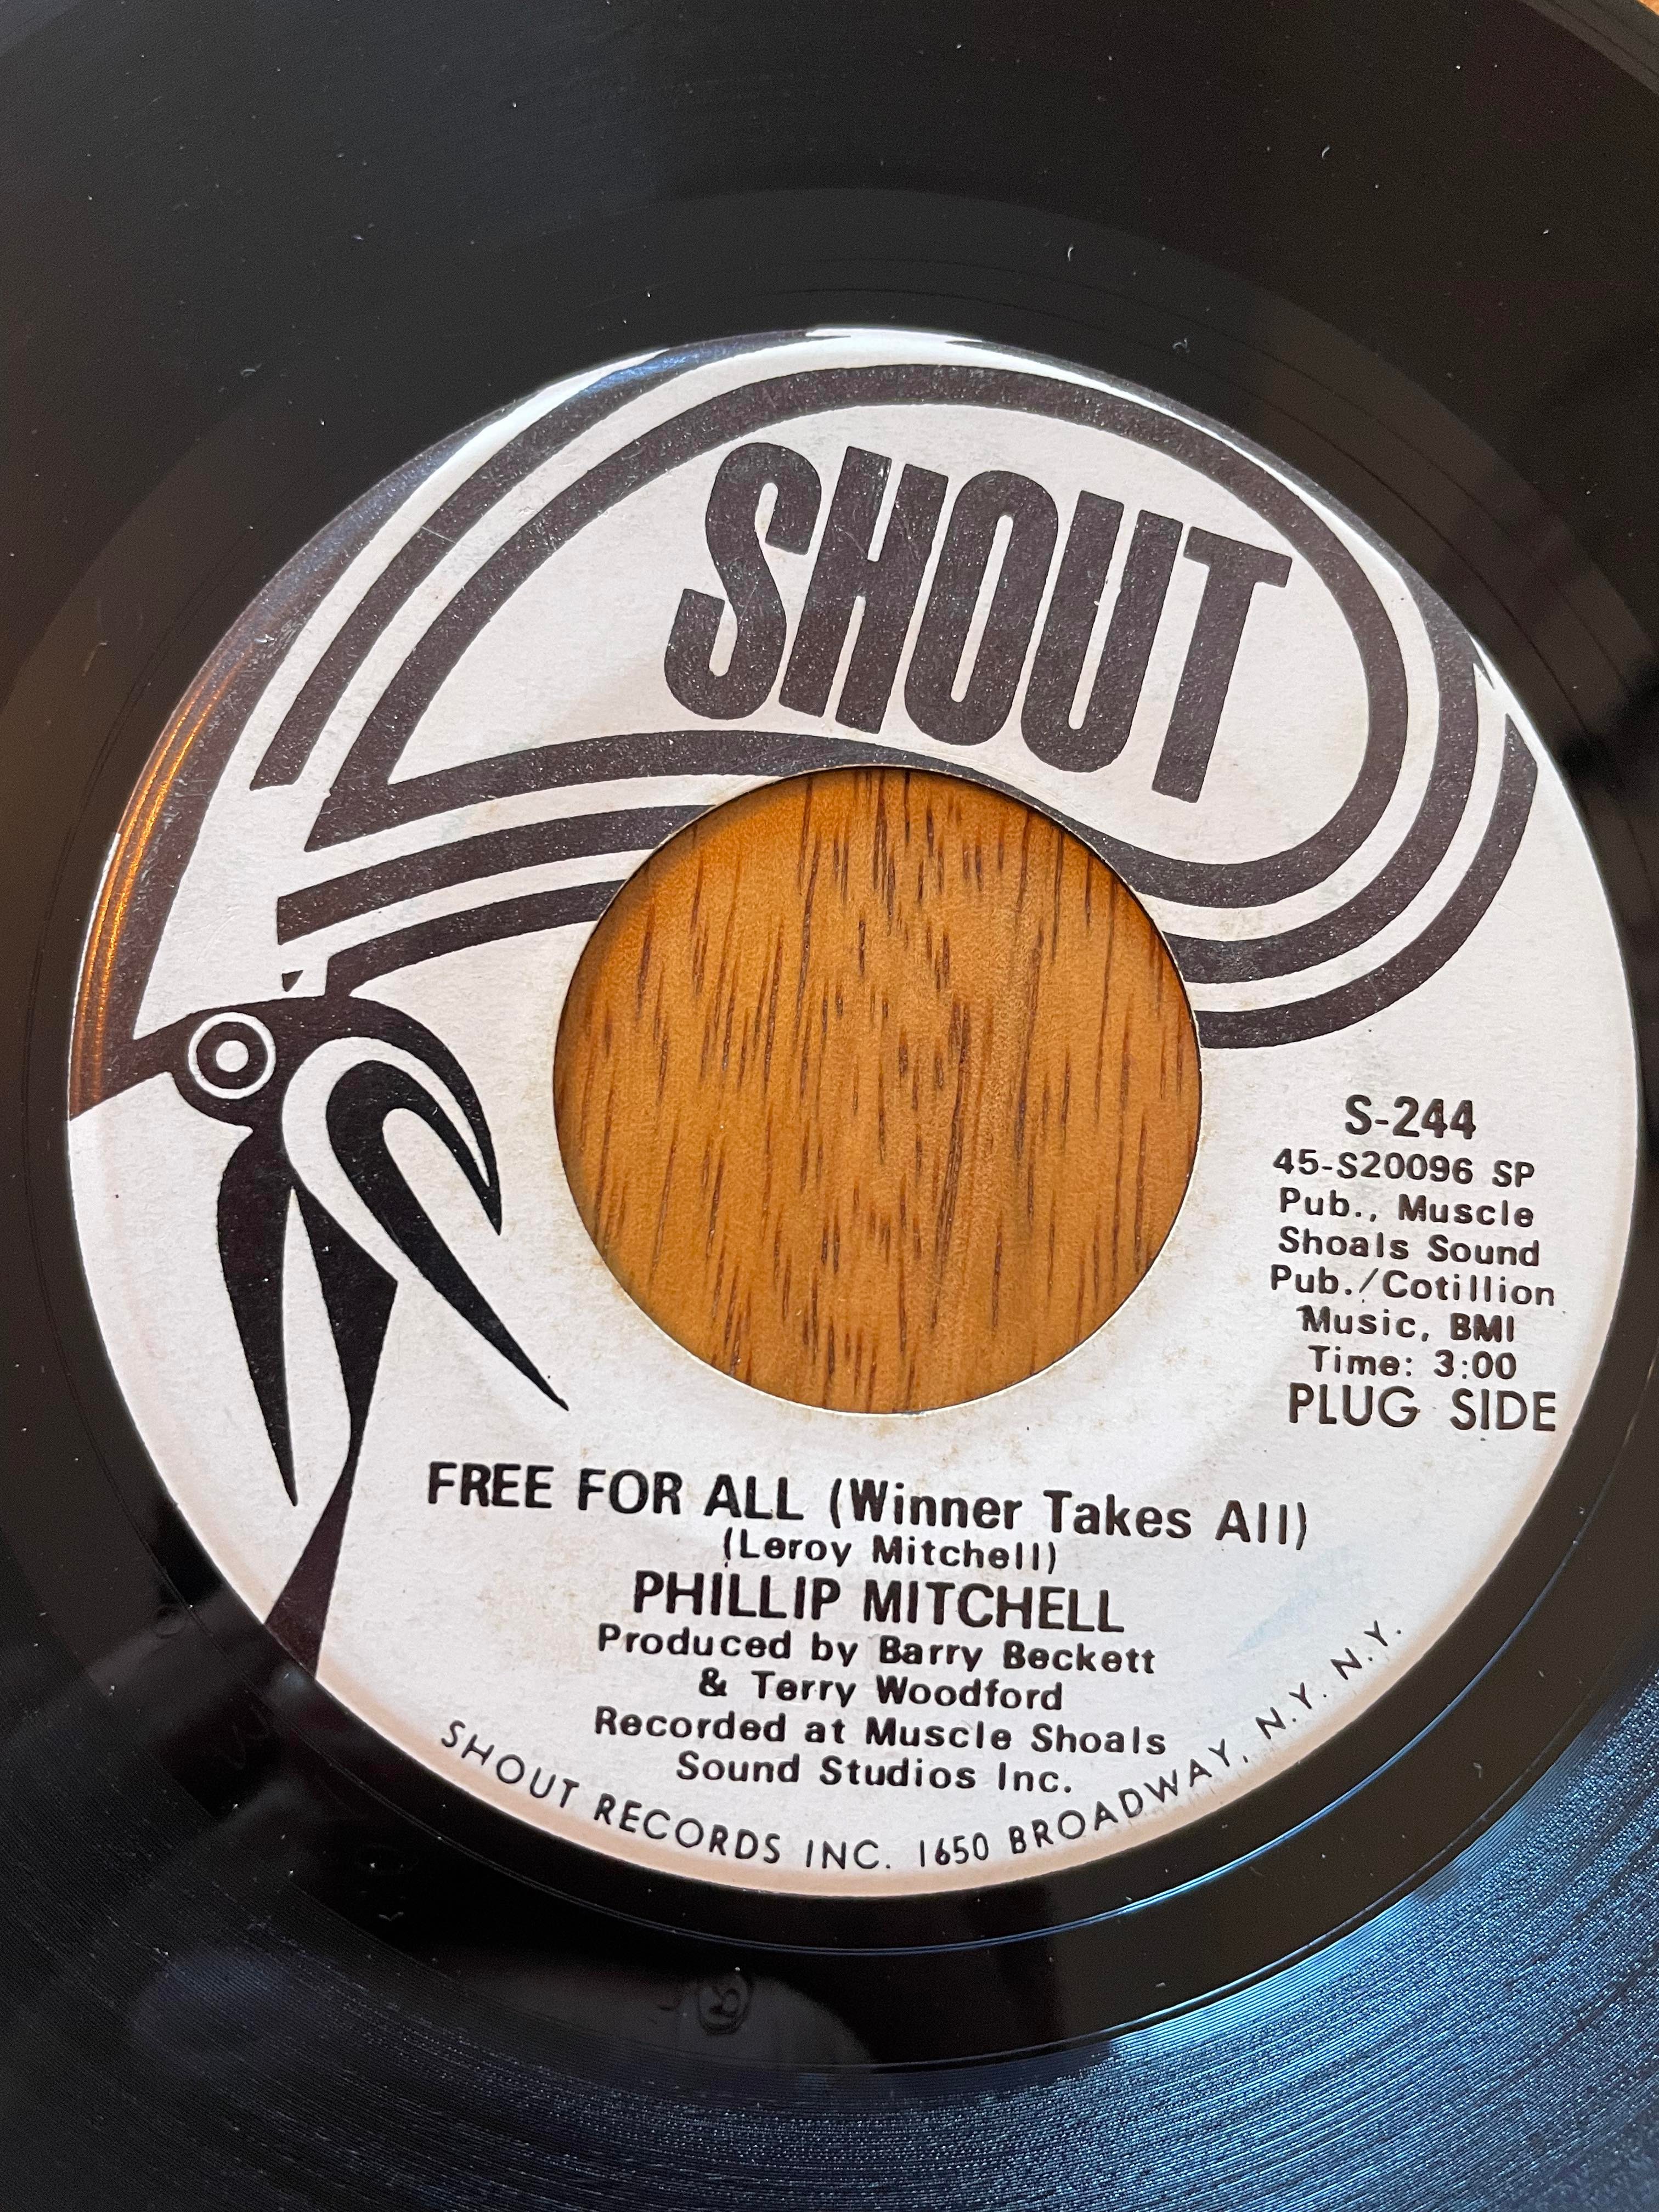 SHOUT
S-244
45-S20096 SP
Pub., Muscle
Shoals Sound
Pub./Cotillion
Music, BMI
Time: 3:00
PLUG SIDE
FREE FOR ALL (Winner Takes All)
(Leroy Mitchell)
PHILLIP MITCHELL
Produced by Barry Beckett
& Terry Woodford
Recorded at Muscle Shoals
Sound Studios Inc.
SHOUT RECORDS INC. 1650 BROADWAY, N.Y. N.Y.